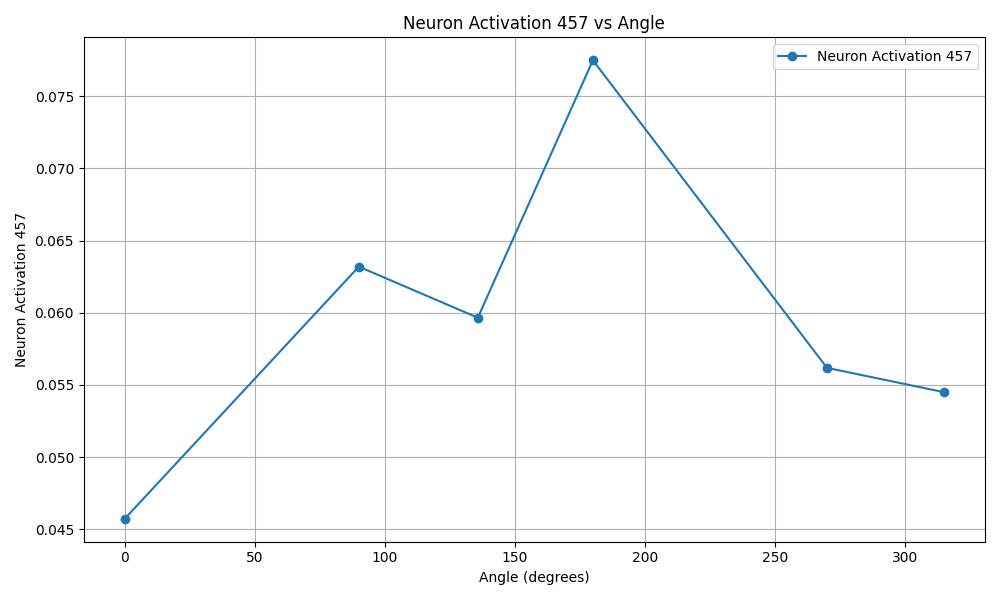 Neuron Activation 457 vs Angle
Neuron Activation 457
0.075
0.070
0.065
0.060
0.055
0.050
0.045
Neuron Activation 457
0 50 100 150 200 250 300
Angle (degrees)